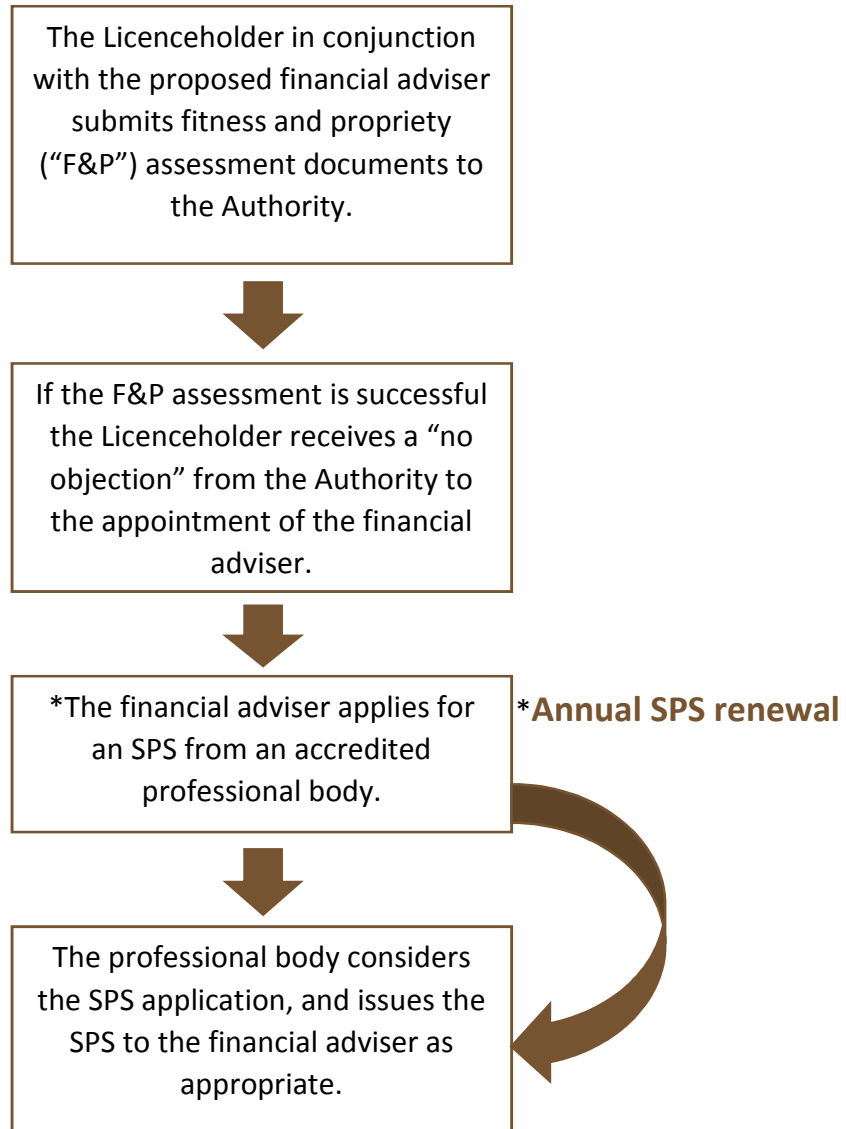 The Licenceholder in conjunction
with the proposed financial adviser
submits fitness and propriety
(“F&P”) assessment documents to
the Authority.
If the F&P assessment is successful
the Licenceholder receives a “no
objection” from the Authority to
the appointment of the financial
adviser.
*The financial adviser applies for
an SPS from an accredited
professional body.
*Annual SPS renewal
The professional body considers
the SPS application, and issues the
SPS to the financial adviser as
appropriate.